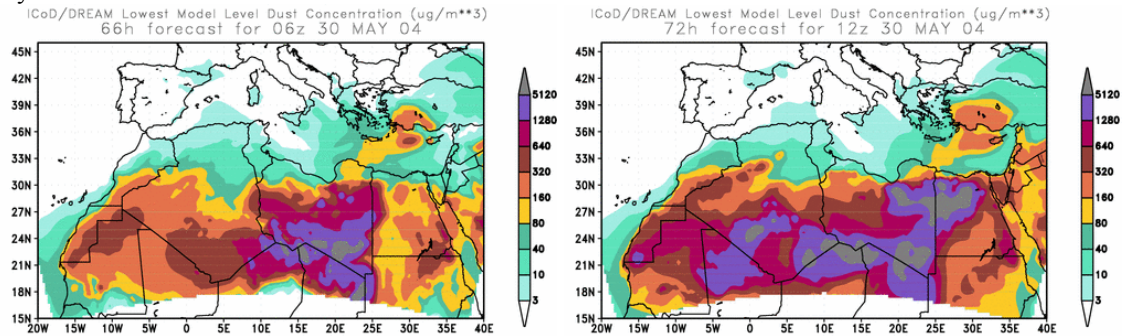 ICoD/DREAM Lowest Model Level Dust Concentration (ug/m**3)
66h forecast for 06z 30 MAY 04
45N
42N
39N
36N
33N
30N
27N
24N
21N
18N
15N
20W 15W 10W 5W 0 5E 10E 15E 20E 25E 30E 35E 40E
5120
1280
640
320
160
80
40
10
3
ICoD/DREAM Lowest Model Level Dust Concentration (ug/m**3)
72h forecast for 12z 30 MAY 04
45N
42N
39N
36N
33N
30N
27N
24N
21N
18N
15N
20W 15W 10W 5W 0 5E 10E 15E 20E 25E 30E 35E 40E
5120
1280
640
320
160
80
40
10
3